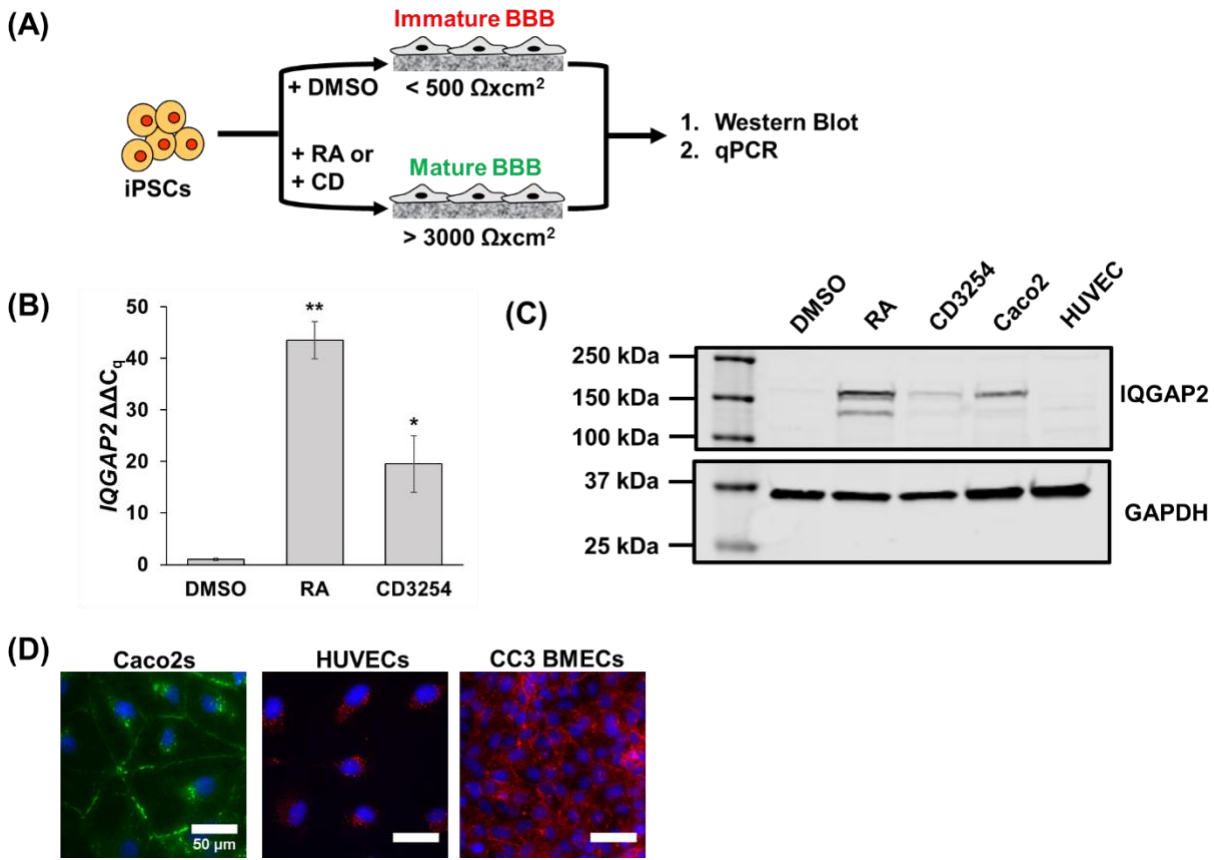 (A)
Immature BBB
+ DMSO
< 500 Ωxcm²
iPSCs
+ RA or
+ CD
Mature BBB
> 3000 Ωxcm²
1. Western Blot
2. qPCR
(B)
IQGAP2 ΔΔCq
50
40
30
20
10
0
**
*
DMSO
RA
CD3254
(C)
DMSO
RA
CD3254
Caco2
HUVEC
250 kDa
150 kDa
100 kDa
IQGAP2
37 kDa
25 kDa
GAPDH
(D)
Caco2s
HUVECs
CC3 BMECs
50 µm